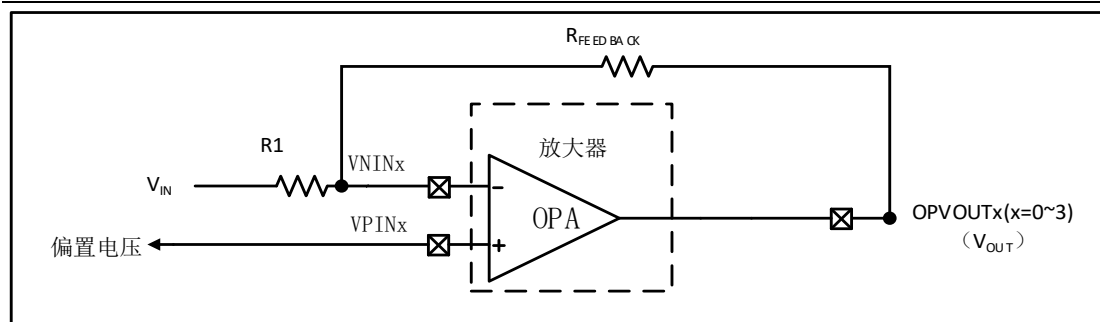 RFEEDBACK
R1
VNINx
放大器
VIN
-
OPA
VPINx
+
偏置电压
OPVOUTx(x=0~3)
（VOUT）